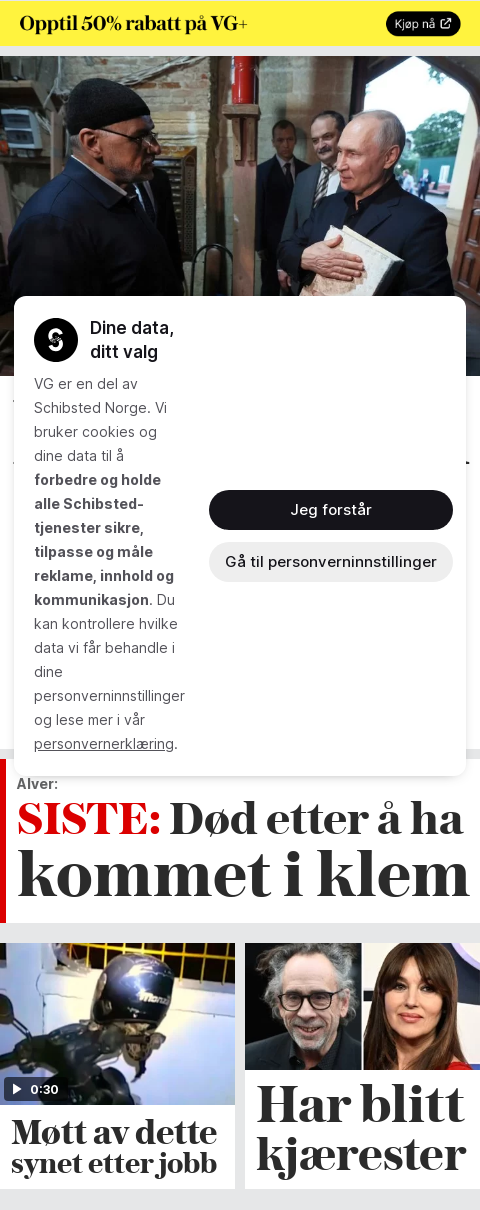 Opptil 50% rabatt på VG+
Kjøp nå
Dine data,
ditt valg
VG er en del av
Schibsted Norge. Vi
bruker cookies og
dine data til å
forbedre og holde
alle Schibsted-
tjenester sikre,
tilpasse og måle
reklame, innhold og
kommunikasjon. Du
kan kontrollere hvilke
data vi får behandle i
dine
personverninnstillinger
og lese mer i vår
personvernerklæring.
Jeg forstår
Gå til personverninnstillinger
Alver:
SISTE: Død etter å ha
kommet i klem
0:30
Møtt av dette
synet etter jobb
Har blitt
kjærester